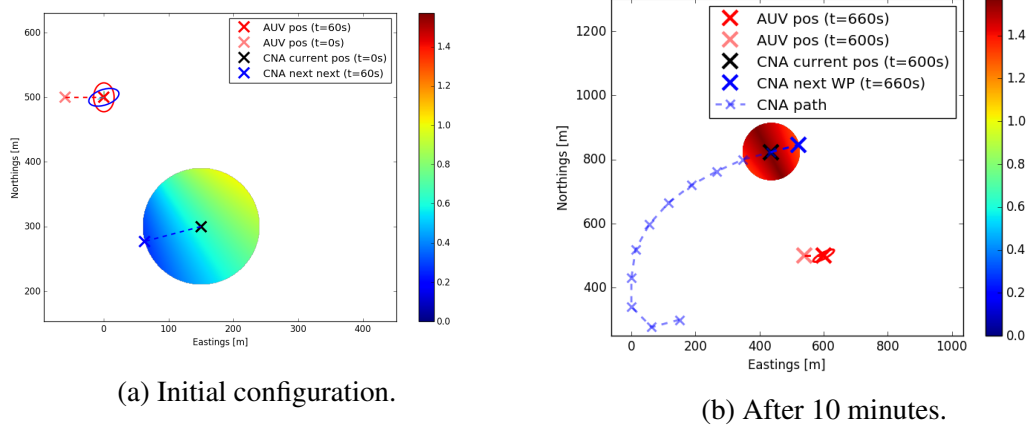 AUV pos (t=60s)
AUV pos (t=0s)
CNA current pos (t=0s)
CNA next next (t=60s)
600
500
400
300
200
Northings [m]
0
100
200
300
400
Eastings [m]
1.4
1.2
1.0
0.8
0.6
0.4
0.2
0.0
(a) Initial configuration.
AUV pos (t=660s)
AUV pos (t=600s)
CNA current pos (t=600s)
CNA next WP (t=660s)
CNA path
1200
1000
800
600
400
Northings [m]
0
200
400
600
800
1000
Eastings [m]
1.4
1.2
1.0
0.8
0.6
0.4
0.2
0.0
(b) After 10 minutes.